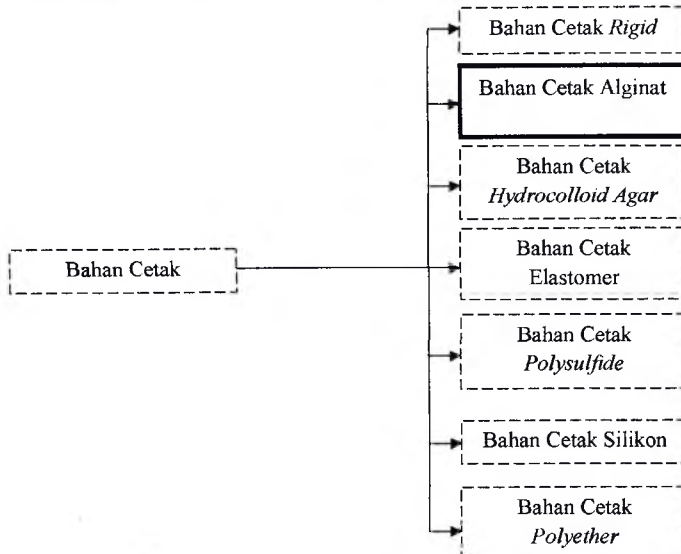 Bahan Cetak Rigid
Bahan Cetak Alginat
Bahan Cetak
Hydrocolloid Agar
Bahan Cetak
Bahan Cetak
Elastomer
Bahan Cetak
Polysulfide
Bahan Cetak Silikon
Bahan Cetak
Polyether